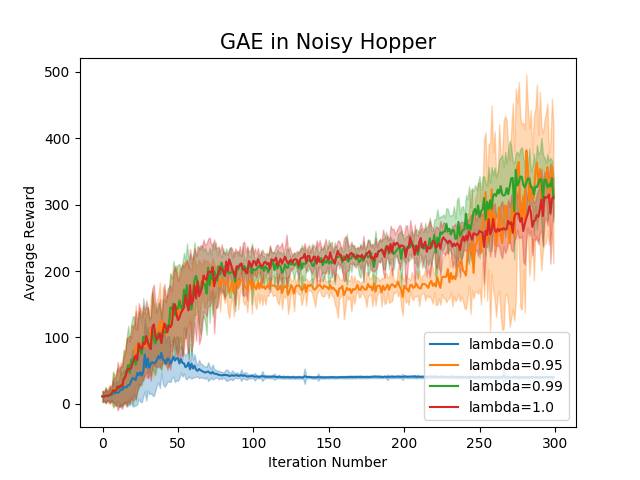 GAE in Noisy Hopper
Average Reward
500
400
300
200
100
0
0 50 100 150 200 250 300
Iteration Number
lambda=0.0
lambda=0.95
lambda=0.99
lambda=1.0